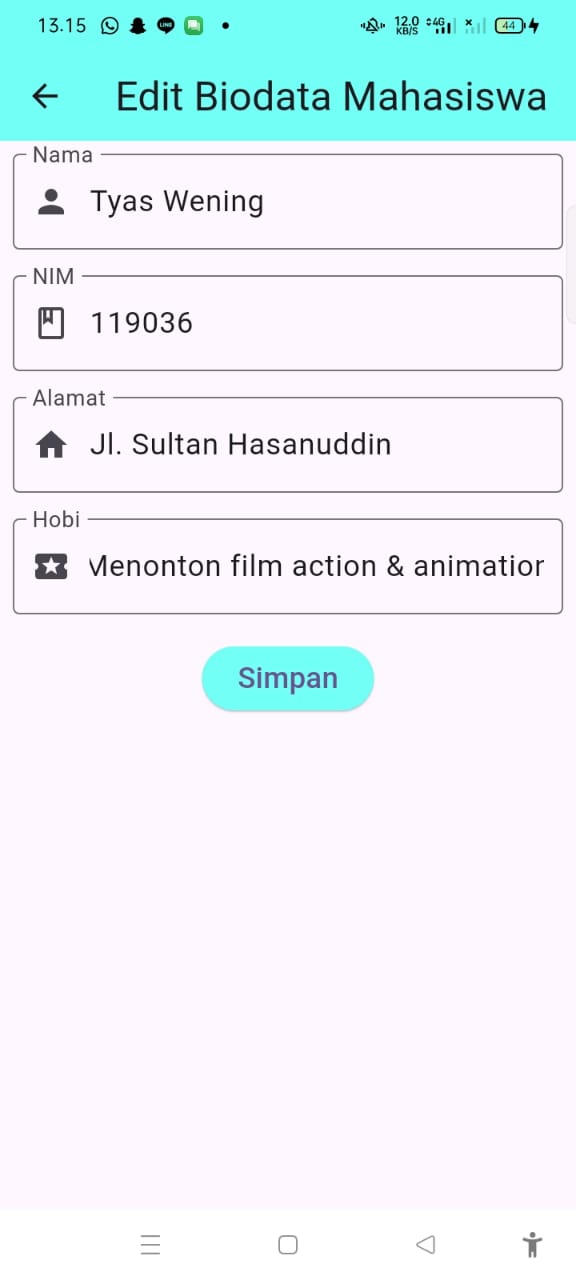 13.15
LINE
12.0
KB/S
4G
44
Edit Biodata Mahasiswa
Nama
Tyas Wening
NIM
119036
Alamat
Jl. Sultan Hasanuddin
Hobi
Menonton film action & animation
Simpan